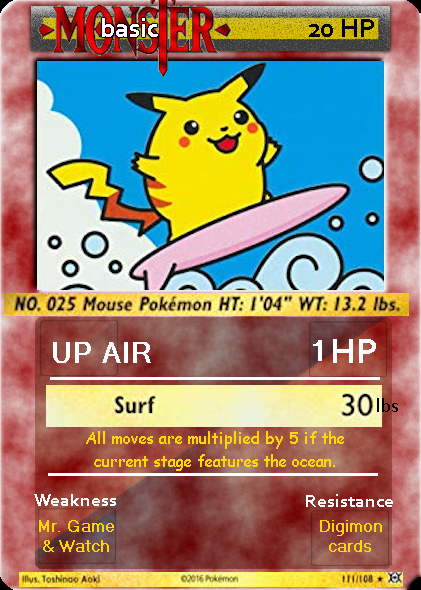 MONSTER
basic
20 HP
NO. 025 Mouse Pokémon HT: 1'04" WT: 13.2 lbs.
UP AIR 1HP
Surf 30lbs
All moves are multiplied by 5 if the
current stage features the ocean.
Weakness Resistance
Mr. Game Digimon
& Watch cards
Illus. Toshinao Aoki ©2016 Pokémon 111/108 ★